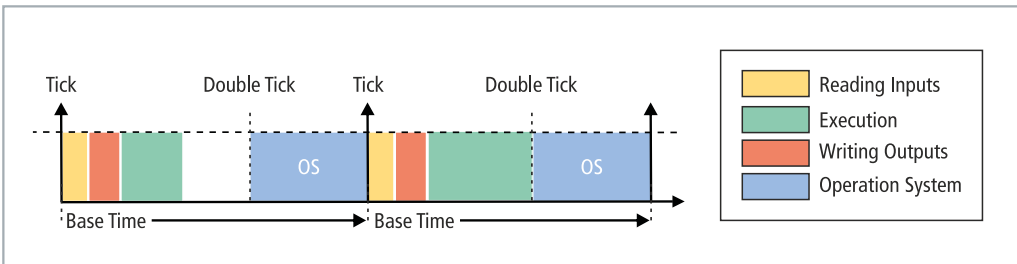 Tick
Double Tick
Tick
Double Tick
OS
OS
Base Time
Base Time
Reading Inputs
Execution
Writing Outputs
Operation System